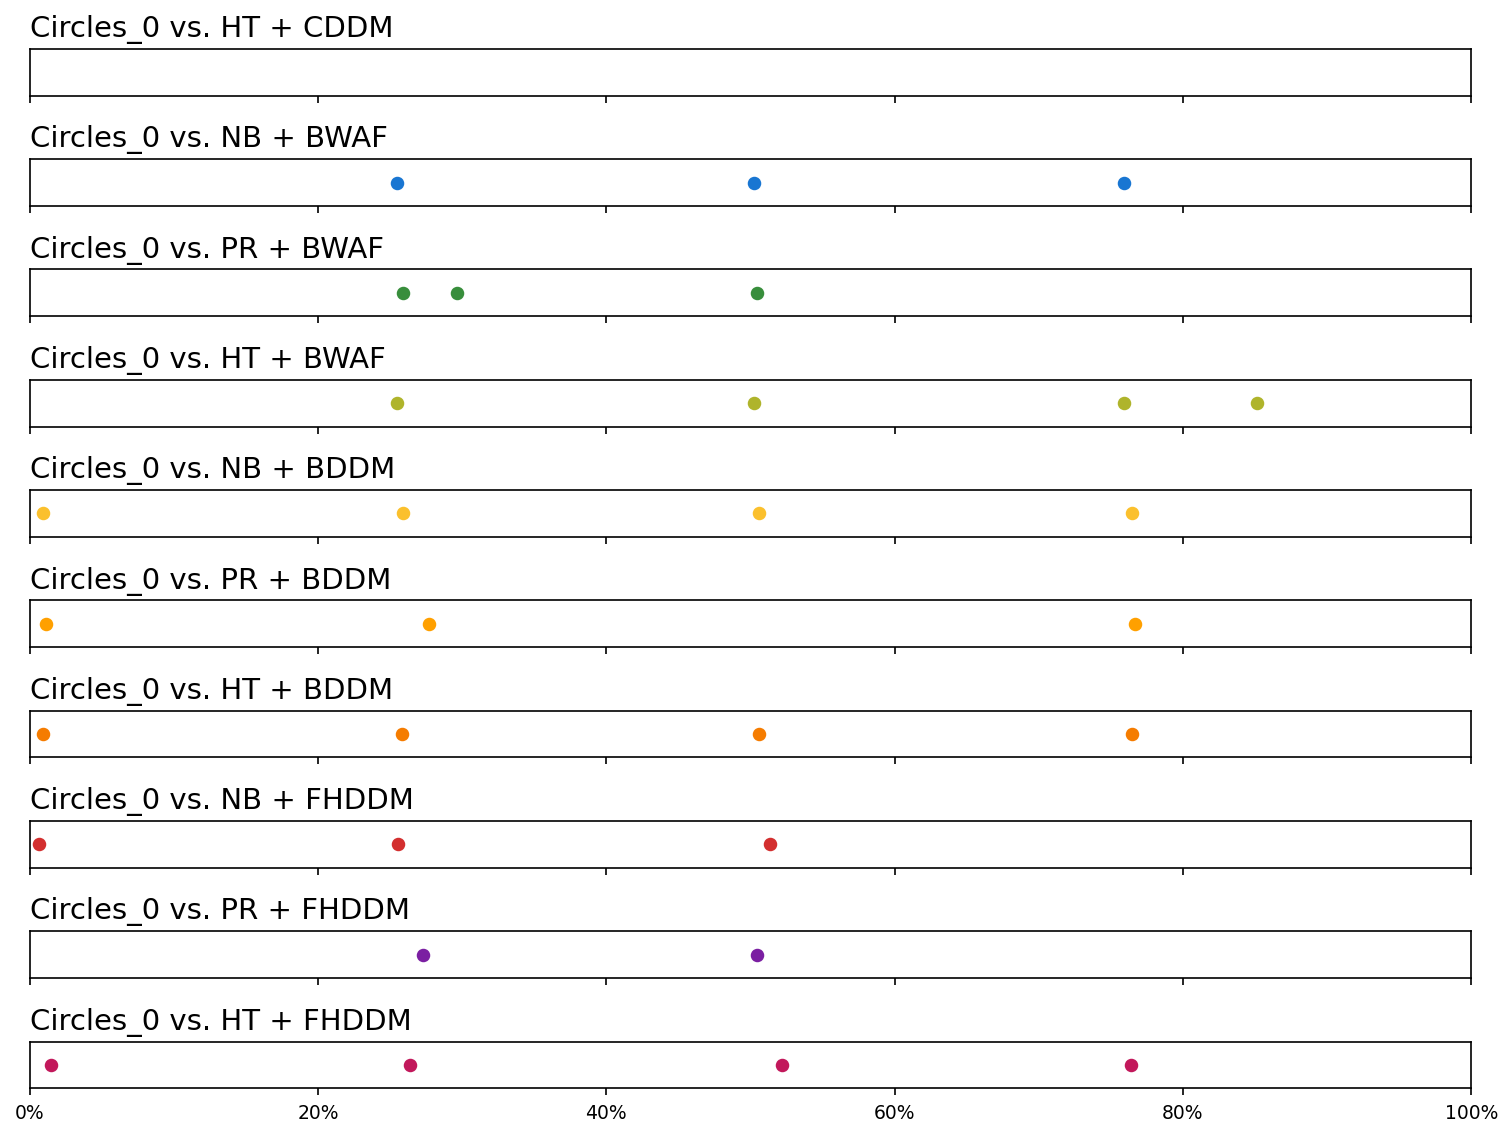 Circles_0 vs. HT + CDDM
Circles_0 vs. NB + BWAF
Circles_0 vs. PR + BWAF
Circles_0 vs. HT + BWAF
Circles_0 vs. NB + BDDM
Circles_0 vs. PR + BDDM
Circles_0 vs. HT + BDDM
Circles_0 vs. NB + FHDDM
Circles_0 vs. PR + FHDDM
Circles_0 vs. HT + FHDDM
0% 20% 40% 60% 80% 100%